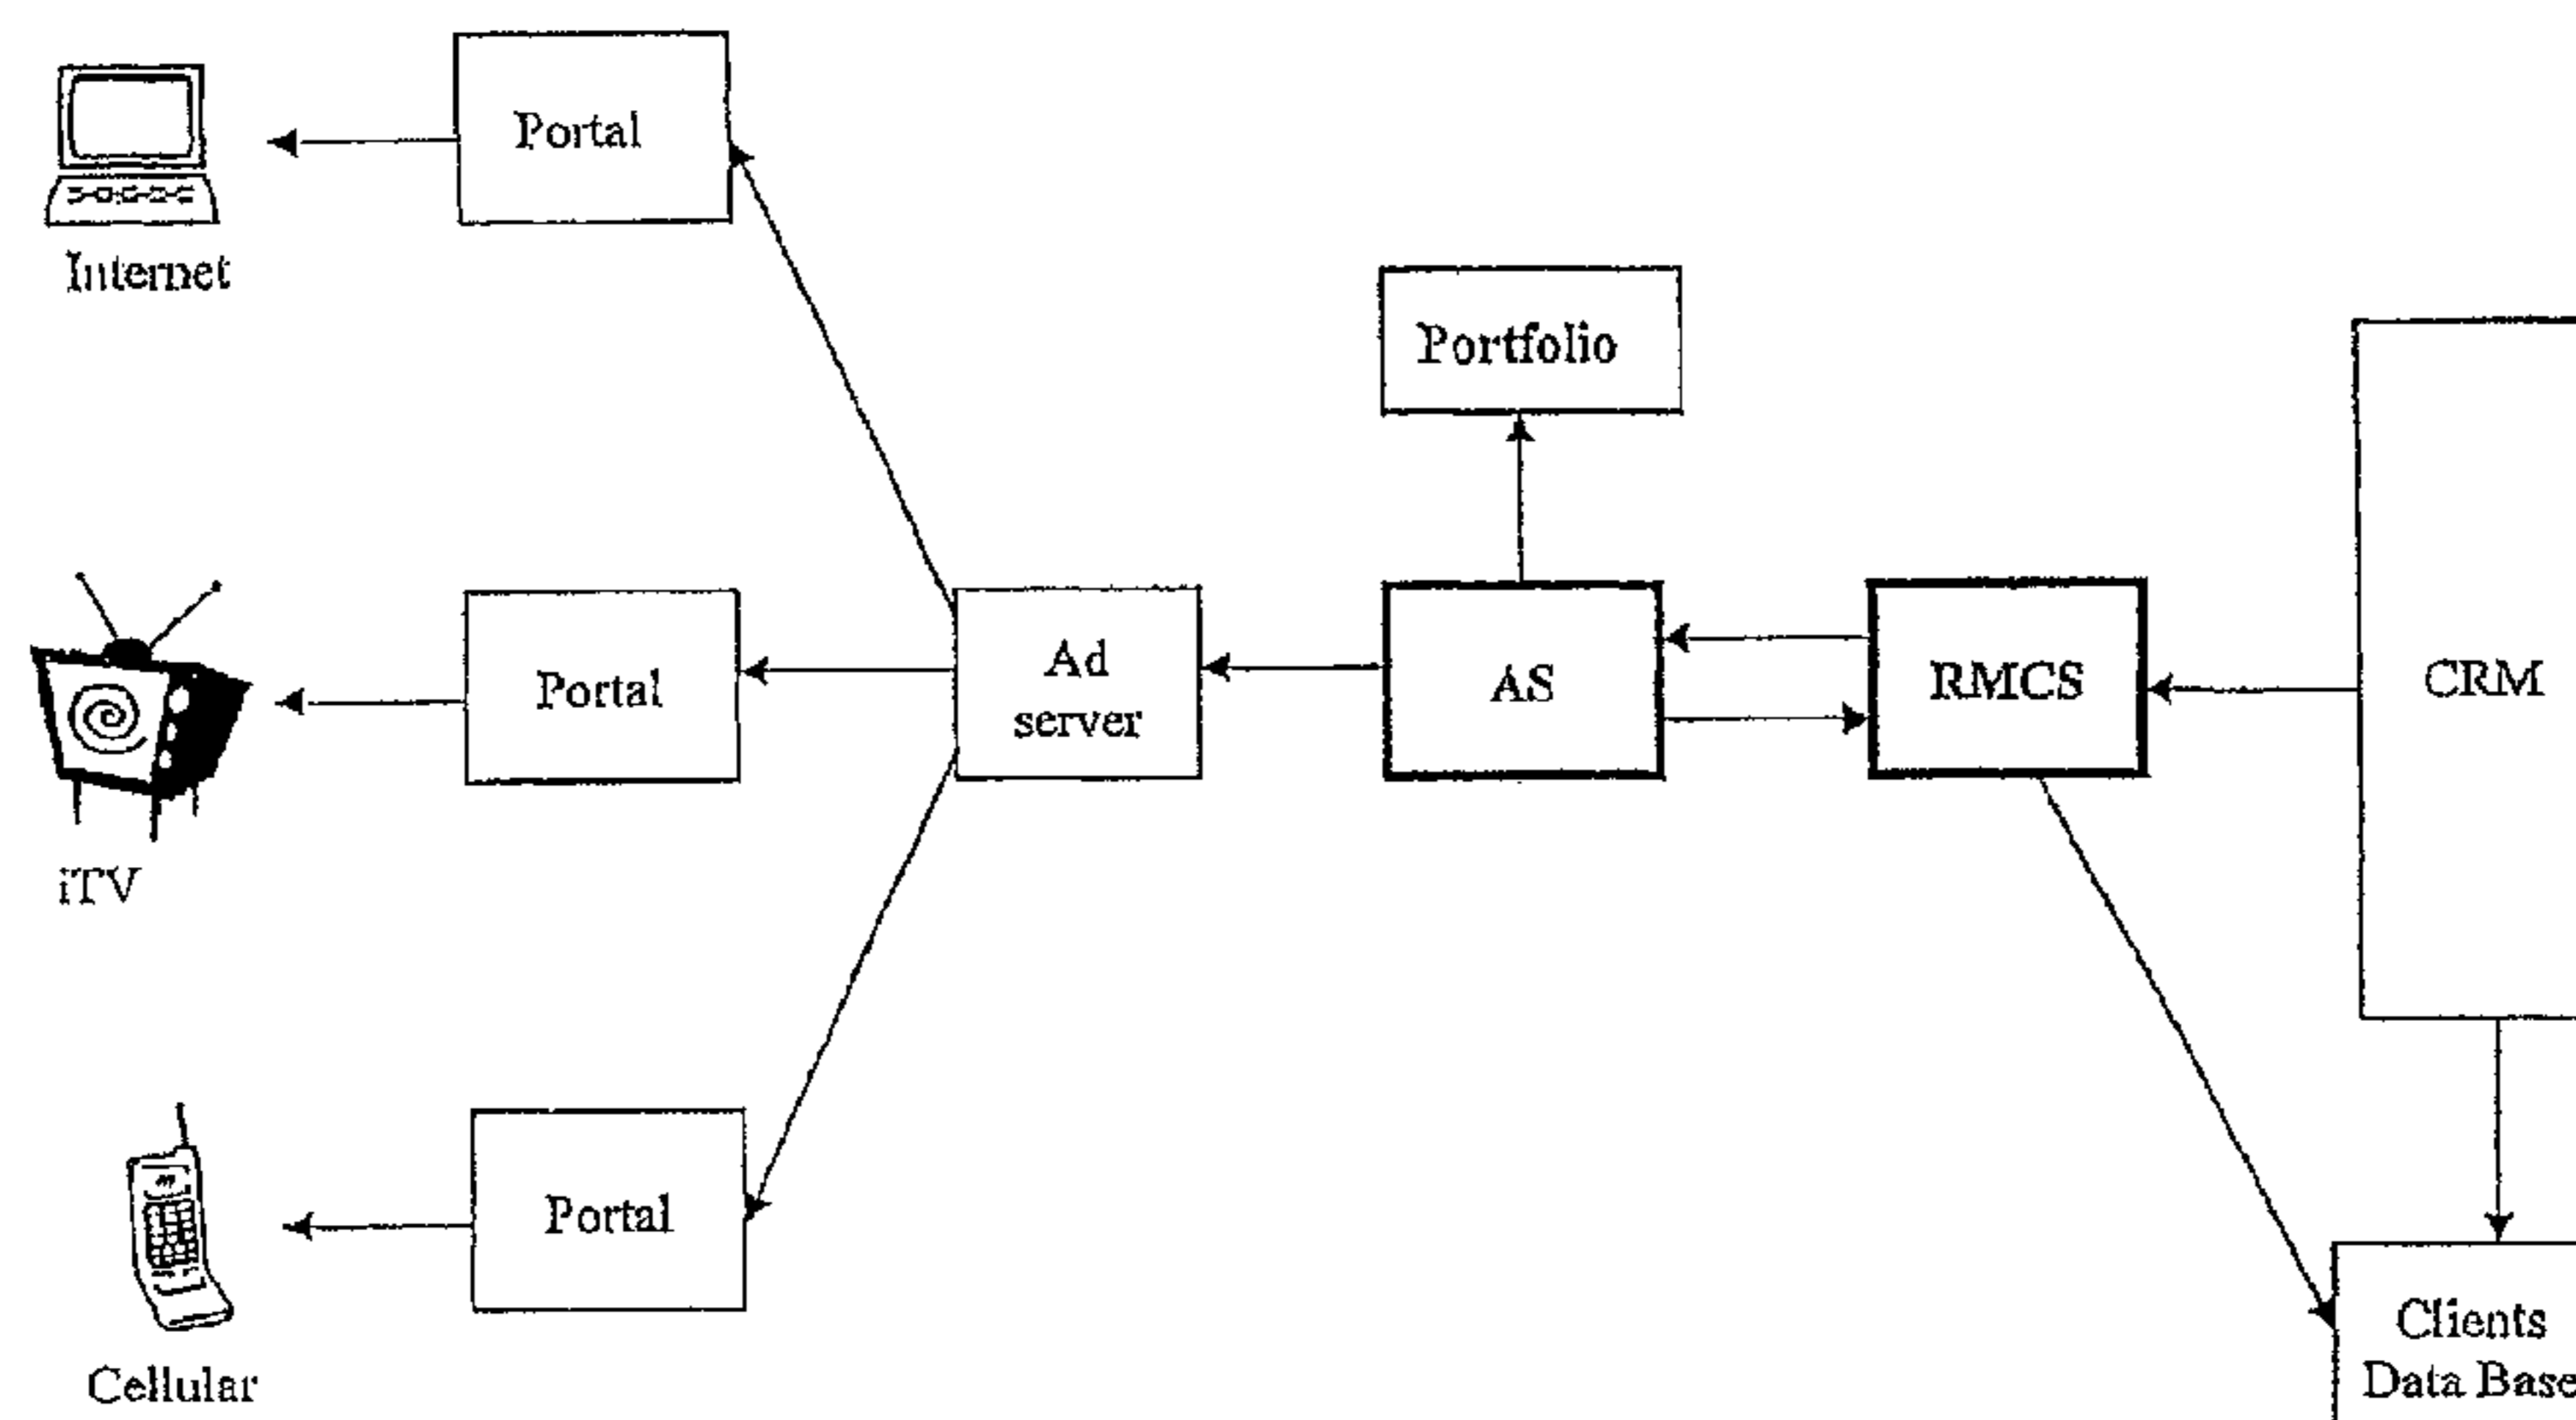 Portal
Internet
Portfolio
Portal
Ad
server
AS
RMCS
CRM
iTV
Portal
Clients
Data Base
Cellular